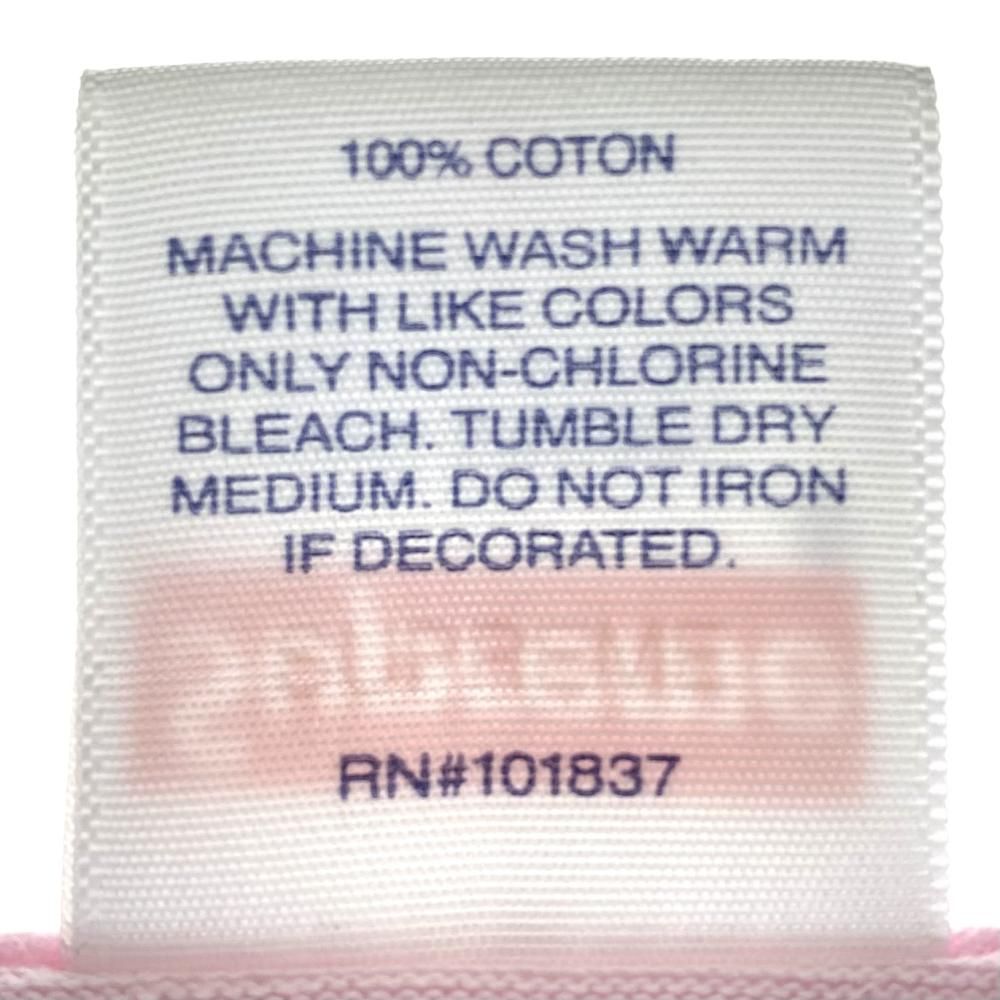 100% COTON
MACHINE WASH WARM
WITH LIKE COLORS
ONLY NON-CHLORINE
BLEACH. TUMBLE DRY
MEDIUM. DO NOT IRON
IF DECORATED.
RN#101837